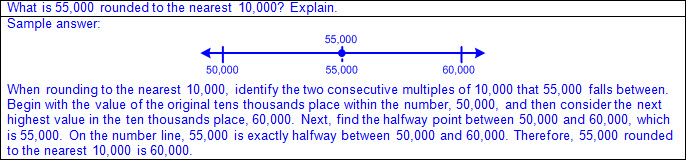 What is 55,000 rounded to the nearest 10,000? Explain.
Sample answer:
55,000
50,000 55,000 60,000
When rounding to the nearest 10,000, identify the two consecutive multiples of 10,000 that 55,000 falls between.
Begin with the value of the original tens thousands place within the number, 50,000, and then consider the next
highest value in the ten thousands place, 60,000. Next, find the halfway point between 50,000 and 60,000, which
is 55,000. On the number line, 55,000 is exactly halfway between 50,000 and 60,000. Therefore, 55,000 rounded
to the nearest 10,000 is 60,000.